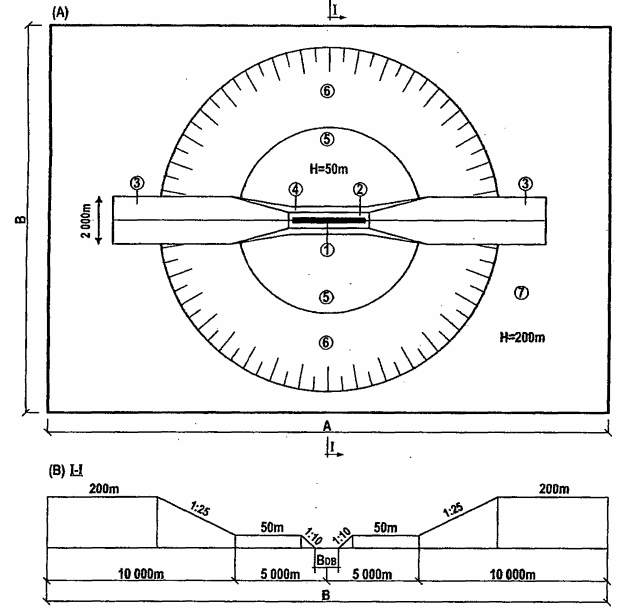 (A)
I
⑥
⑤
H=50m
③
④
②
③
2 000m
B
①
⑤
⑦
⑥
H=200m
A
I
(B) I-I
200m
200m
1:25
1:25
50m
1:10
1:10
50m
BDB
10 000m
5 000m
5 000m
10 000m
B